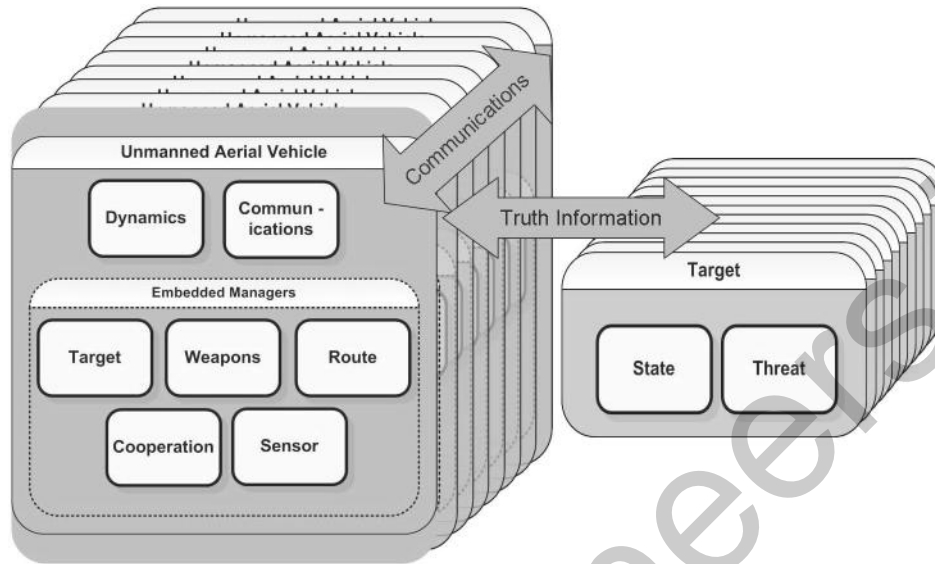 Unmanned Aerial Vehicle
Dynamics
Commun -
ications
Embedded Managers
Target
Weapons
Route
Cooperation
Sensor
Communications
Truth Information
Target
State
Threat